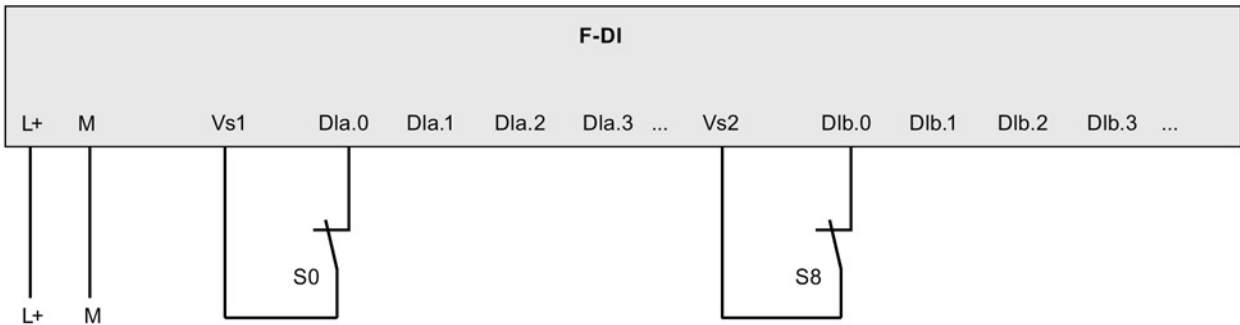 F-DI
L+ M Vs1 DIa.0 DIa.1 DIa.2 DIa.3 ... Vs2 DIb.0 DIb.1 DIb.2 DIb.3 ...
S0 S8
L+ M